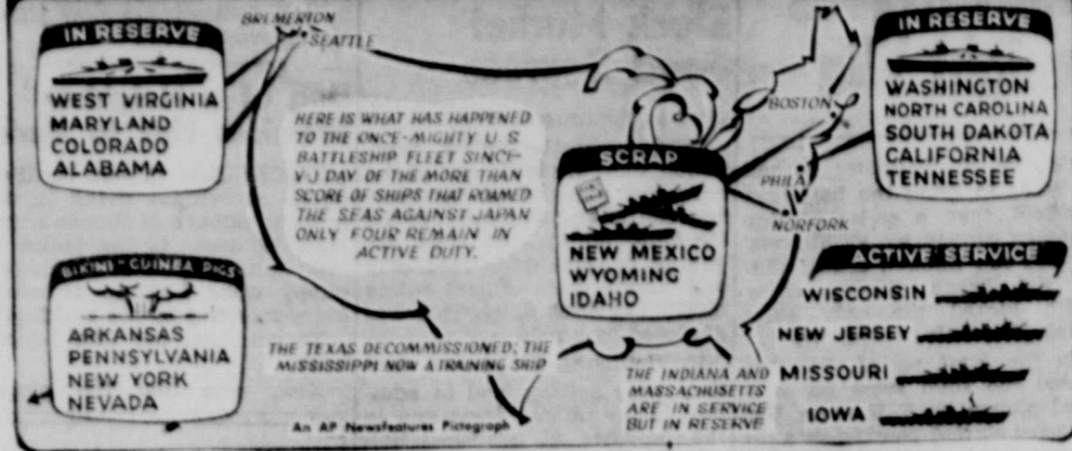 IN RESERVE
WEST VIRGINIA
MARYLAND
COLORADO
ALABAMA
BREMERTON
SEATTLE
HERE IS WHAT HAS HAPPENED
TO THE ONCE-MIGHTY U S
BATTLESHIP FLEET SINCE
V-J DAY. OF THE MORE THAN
SCORE OF SHIPS THAT ROAMED
THE SEAS AGAINST JAPAN
ONLY FOUR REMAIN IN
ACTIVE DUTY.
SCRAP
NEW MEXICO
WYOMING
IDAHO
BOSTON
PHILA
NORFORK
IN RESERVE
WASHINGTON
NORTH CAROLINA
SOUTH DAKOTA
CALIFORNIA
TENNESSEE
BIKINI "GUINEA PIGS"
ARKANSAS
PENNSYLVANIA
NEW YORK
NEVADA
THE TEXAS DECOMMISSIONED; THE
MISSISSIPPI NOW A TRAINING SHIP
An AP Newsfeatures Pictograph
THE INDIANA AND
MASSACHUSETTS
ARE IN SERVICE
BUT IN RESERVE
ACTIVE SERVICE
WISCONSIN
NEW JERSEY
MISSOURI
IOWA